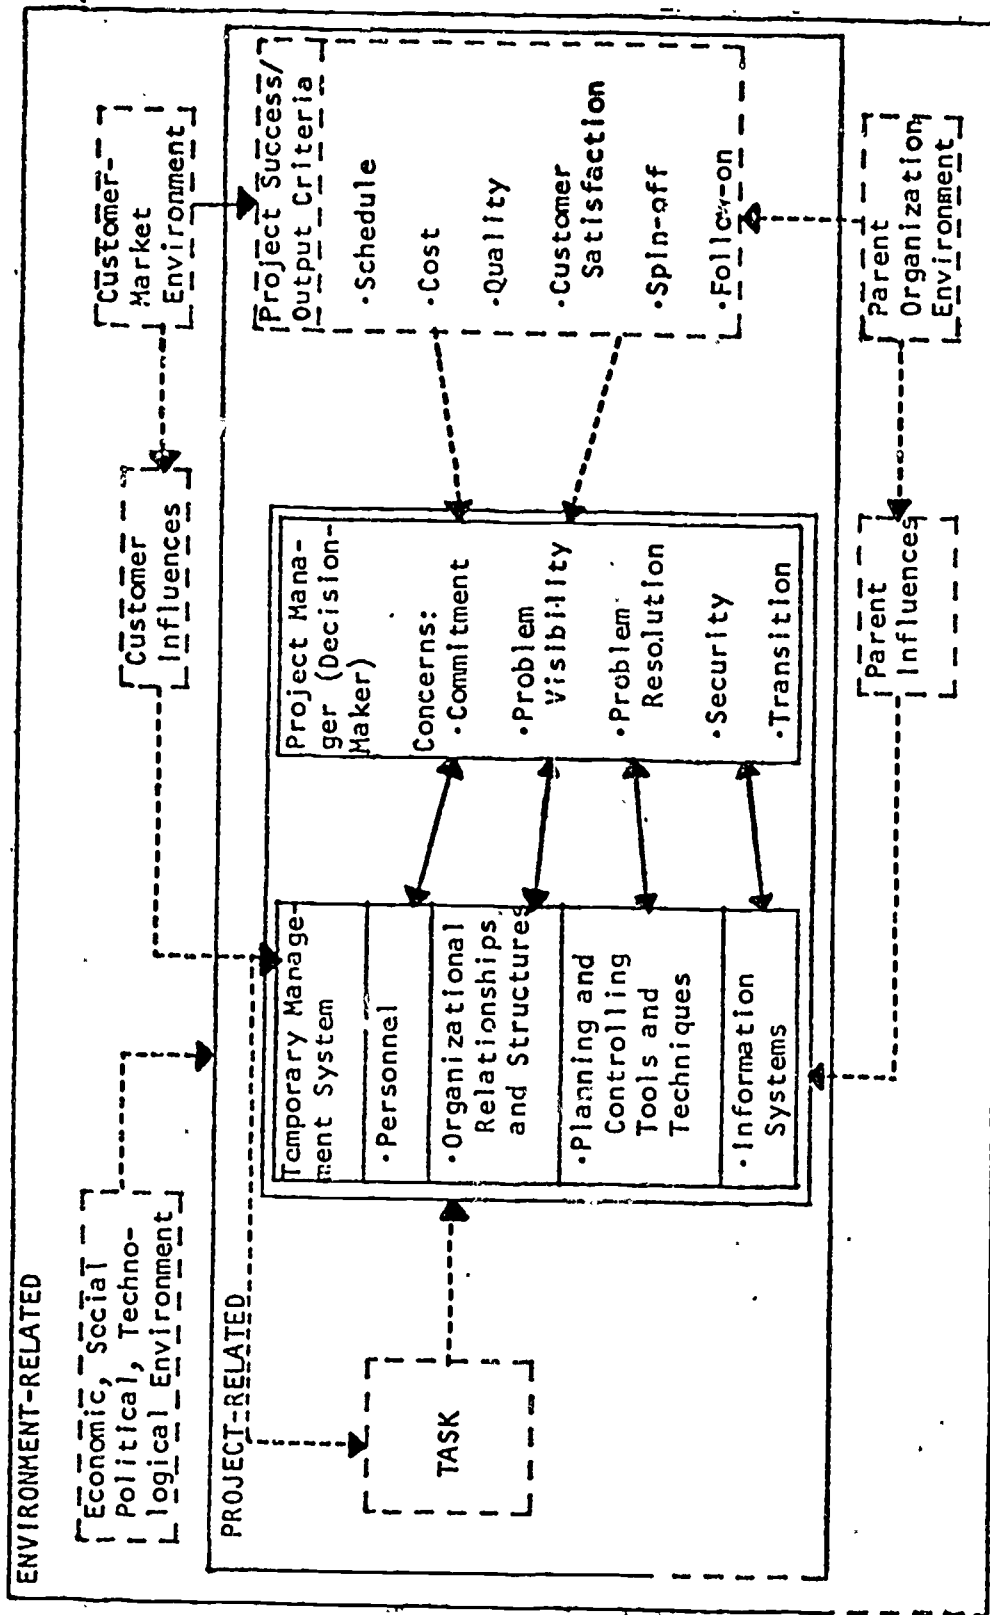 ENVIRONMENT-RELATED
Economic, Social
Political, Techno-
logical Environment
Customer
Influences
Customer-
Market
Environment
PROJECT-RELATED
TASK
Temporary Manage-
ment System
•Personnel
•Organizational
Relationships
and Structures
•Planning and
Controlling
Tools and
Techniques
•Information
Systems
Project Mana-
ger (Decision-
Maker)
Concerns:
•Commitment
•Problem
Visibility
•Problem
Resolution
•Security
•Transition
Project Success/
Output Criteria
•Schedule
•Cost
•Quality
•Customer
Satisfaction
•Spin-off
•Follow-on
Parent
Influences
Parent
Organization
Environment